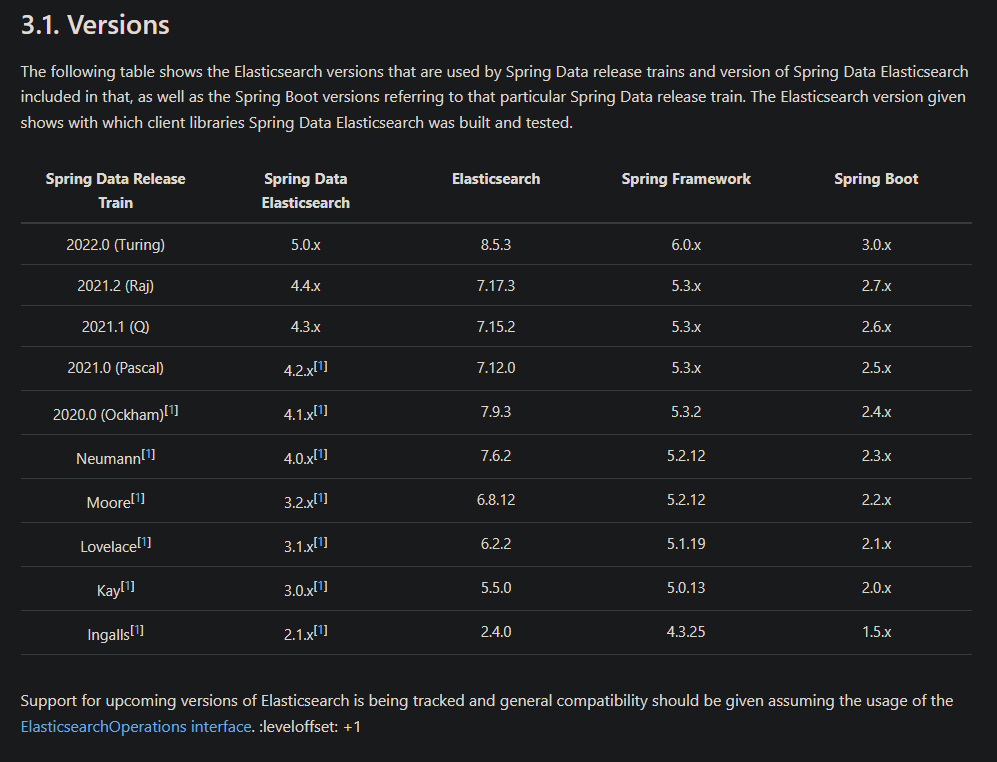 3.1. Versions
The following table shows the Elasticsearch versions that are used by Spring Data release trains and version of Spring Data Elasticsearch
included in that, as well as the Spring Boot versions referring to that particular Spring Data release train. The Elasticsearch version given
shows with which client libraries Spring Data Elasticsearch was built and tested.
Spring Data Release Train Spring Data Elasticsearch Elasticsearch Spring Framework Spring Boot
2022.0 (Turing) 5.0.x 8.5.3 6.0.x 3.0.x
2021.2 (Raj) 4.4.x 7.17.3 5.3.x 2.7.x
2021.1 (Q) 4.3.x 7.15.2 5.3.x 2.6.x
2021.0 (Pascal) 4.2.x[1] 7.12.0 5.3.x 2.5.x
2020.0 (Ockham)[1] 4.1.x[1] 7.9.3 5.3.2 2.4.x
Neumann[1] 4.0.x[1] 7.6.2 5.2.12 2.3.x
Moore[1] 3.2.x[1] 6.8.12 5.2.12 2.2.x
Lovelace[1] 3.1.x[1] 6.2.2 5.1.19 2.1.x
Kay[1] 3.0.x[1] 5.5.0 5.0.13 2.0.x
Ingalls[1] 2.1.x[1] 2.4.0 4.3.25 1.5.x
Support for upcoming versions of Elasticsearch is being tracked and general compatibility should be given assuming the usage of the
ElasticsearchOperations interface. :leveloffset: +1